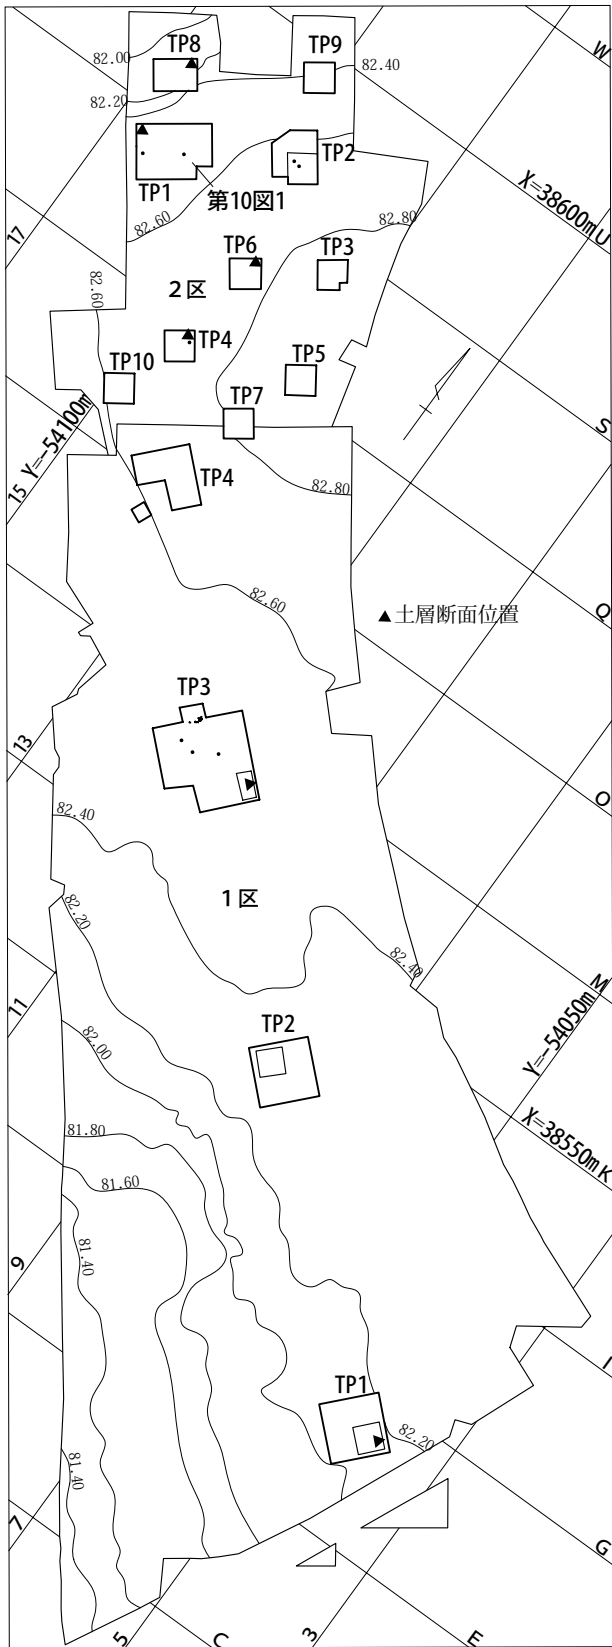 82.00
TP8
TP9
82.40
W
82.20
TP2
TP1
第10図1
X=38600m U
82.60
82.80
17
TP6
TP3
82.60
2区
TP4
TP10
TP5
TP7
S
15 Y=-54100m
TP4
82.80
82.60
▲土層断面位置
Q
TP3
13
82.40
O
1区
82.20
82.40
M
11
TP2
Y=-54050m
82.00
81.80
X=38550m K
81.60
81.40
9
I
TP1
82.20
81.40
7
G
5
C
3
E